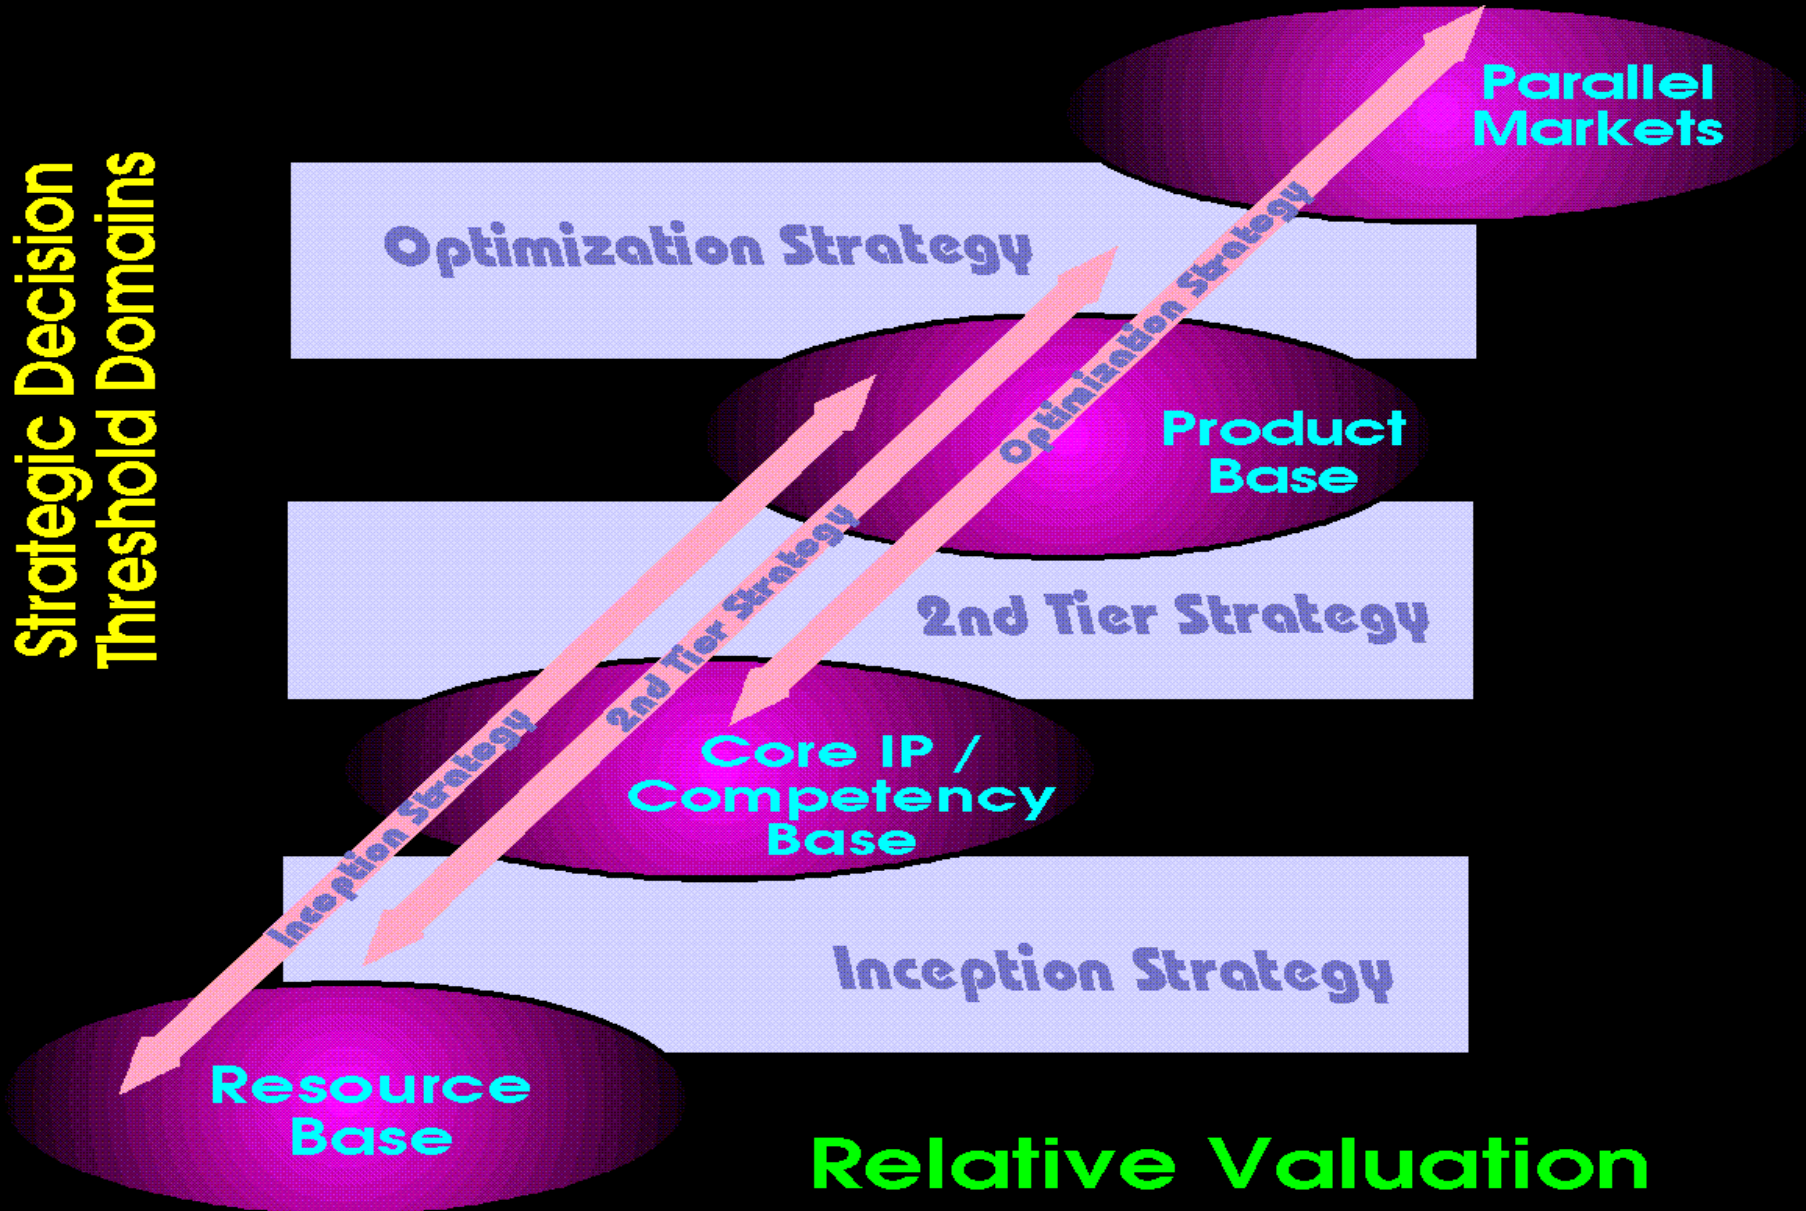 Parallel
Markets
Strategic Decision
Threshold Domains
Optimization Strategy
Optimization Strategy
Product
Base
2nd Tier Strategy
2nd Tier Strategy
Core IP /
Competency
Base
Inception Strategy
Inception Strategy
Resource
Base
Relative Valuation